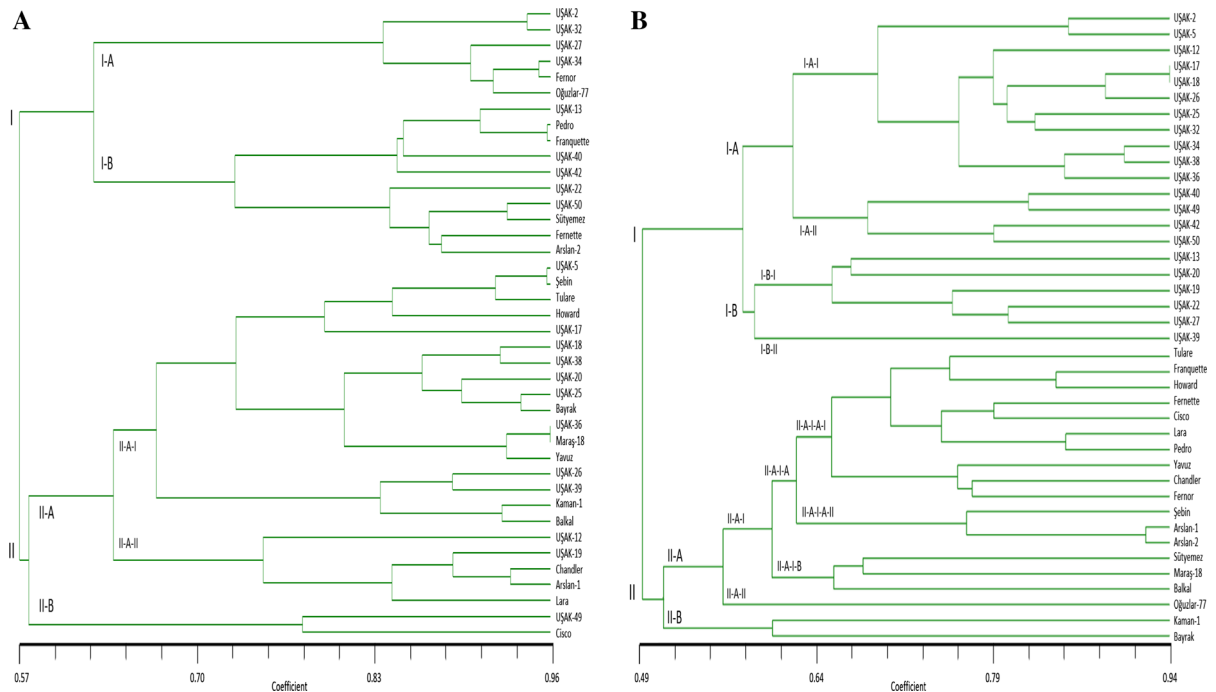 A
UŞAK-2
UŞAK-32
UŞAK-27
UŞAK-34
Fernor
Oğuzlar-77
UŞAK-13
Pedro
Franquette
UŞAK-40
UŞAK-42
UŞAK-22
UŞAK-50
Sütyemez
Fernette
Arslan-2
UŞAK-5
Şebin
Tulare
Howard
UŞAK-17
UŞAK-18
UŞAK-38
UŞAK-20
UŞAK-25
Bayrak
UŞAK-36
Maraş-18
Yavuz
UŞAK-26
UŞAK-39
Kaman-1
Balkal
UŞAK-12
UŞAK-19
Chandler
Arslan-1
Lara
UŞAK-49
Cisco
I
I-A
I-B
II
II-A
II-A-I
II-A-II
II-B
0.57
0.70
0.83
0.96
Coefficient
B
UŞAK-2
UŞAK-5
UŞAK-12
UŞAK-17
UŞAK-18
UŞAK-26
UŞAK-25
UŞAK-32
UŞAK-34
UŞAK-38
UŞAK-36
UŞAK-40
UŞAK-49
UŞAK-42
UŞAK-50
UŞAK-13
UŞAK-20
UŞAK-19
UŞAK-22
UŞAK-27
UŞAK-39
Tulare
Franquette
Howard
Fernette
Cisco
Lara
Pedro
Yavuz
Chandler
Fernor
Şebin
Arslan-1
Arslan-2
Sütyemez
Maraş-18
Balkal
Oğuzlar-77
Kaman-1
Bayrak
I
I-A
I-A-I
I-A-II
I-B
I-B-I
I-B-II
II
II-A
II-A-I
II-A-I-A
II-A-I-A-I
II-A-I-A-II
II-A-I-B
II-A-II
II-B
0.49
0.64
0.79
0.94
Coefficient